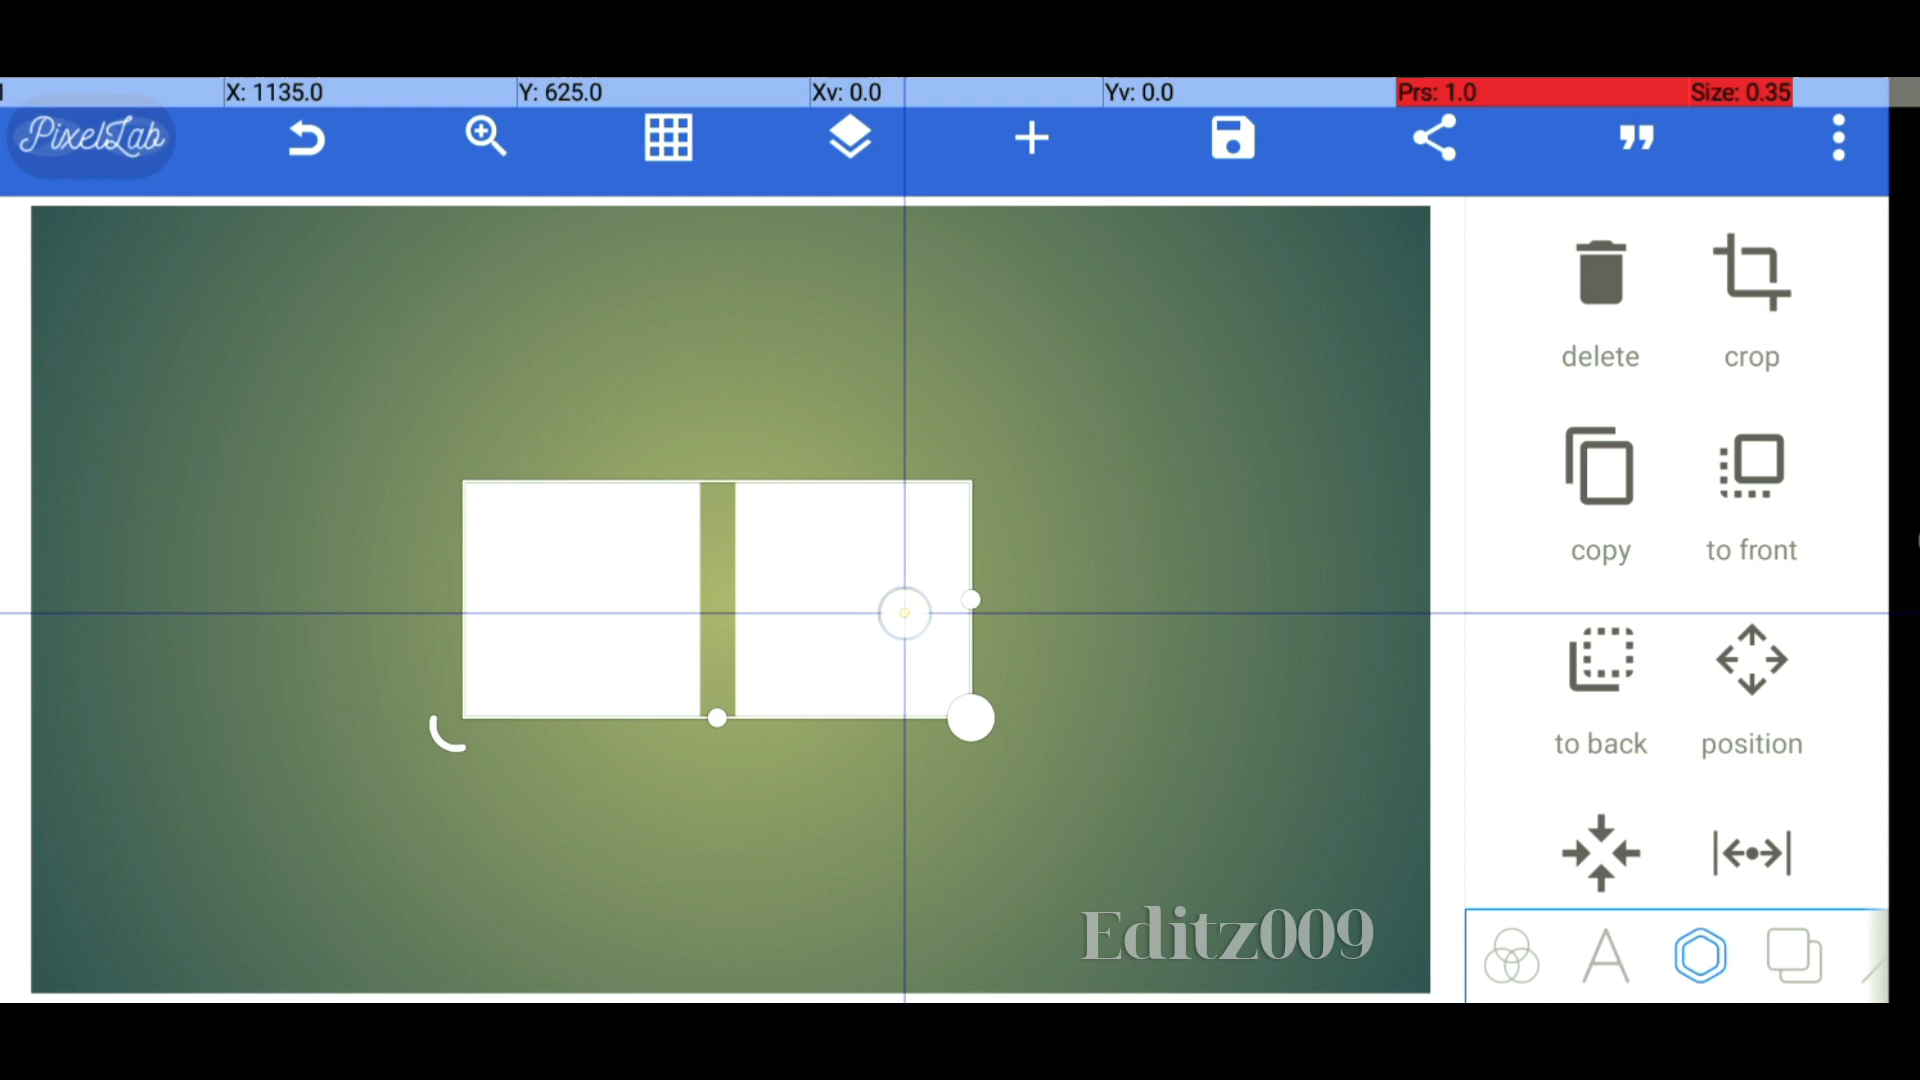 X: 1135.0 Y: 625.0 Xv: 0.0 Yv: 0.0 Prs: 1.0 Size: 0.35
PixelLab
delete crop
copy to front
to back position
Editz009